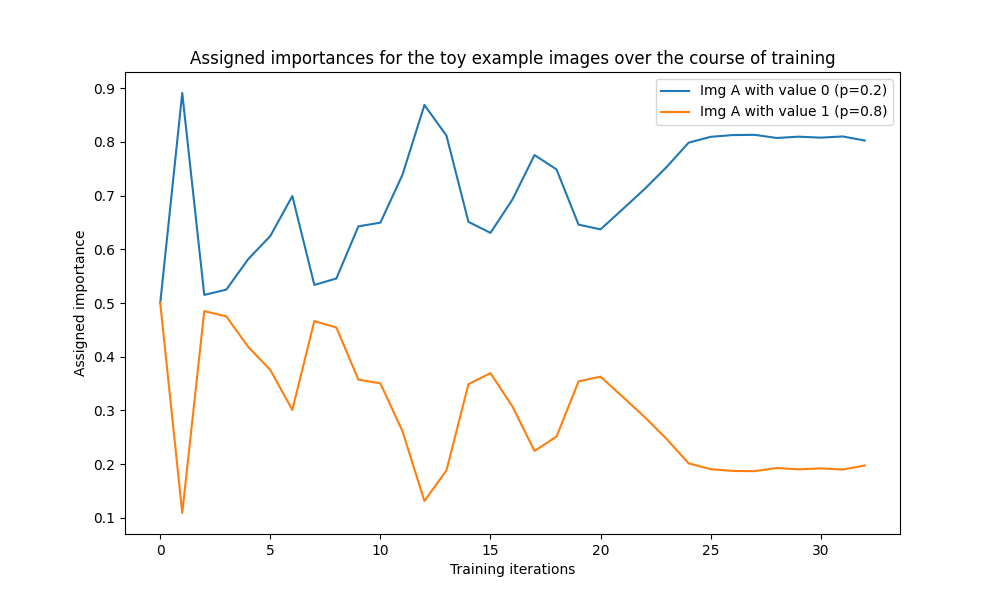 Assigned importances for the toy example images over the course of training
Img A with value 0 (p=0.2)
Img A with value 1 (p=0.8)
Assigned importance
0.9
0.8
0.7
0.6
0.5
0.4
0.3
0.2
0.1
0 5 10 15 20 25 30
Training iterations